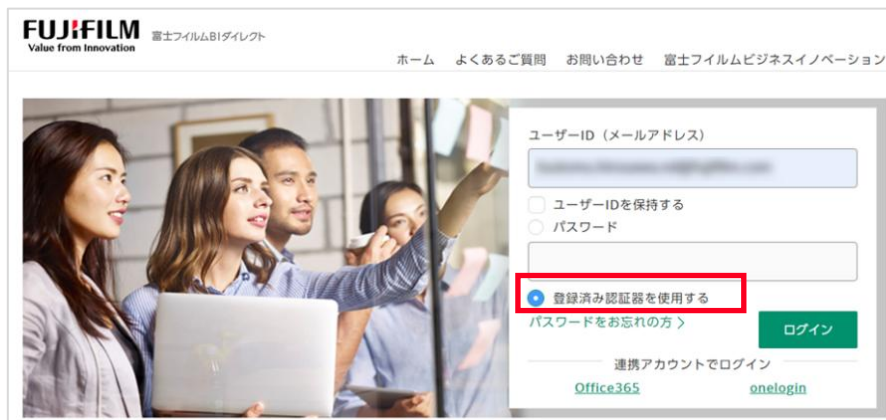 FUJIFILM
Value from Innovation
富士フイルムBIダイレクト
ホーム よくあるご質問 お問い合わせ 富士フイルムビジネスイノベーション
ユーザーID（メールアドレス）
ユーザーIDを保持する
パスワード
登録済み認証器を使用する
パスワードをお忘れの方 >
ログイン
連携アカウントでログイン
Office365 onelogin